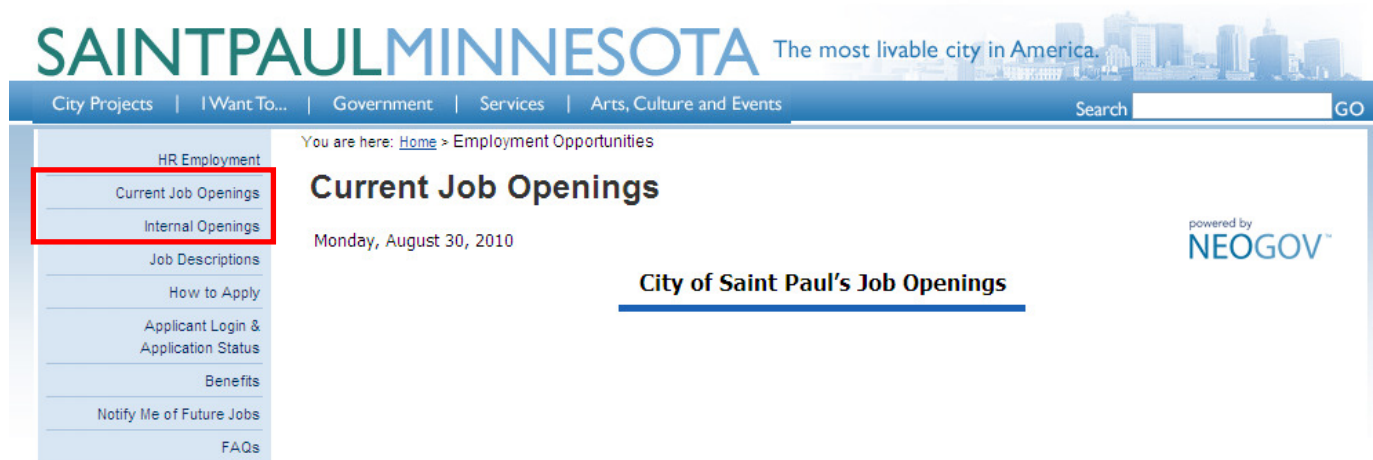 SAINTPAULMINNESOTA The most livable city in America.
City Projects | I Want To... | Government | Services | Arts, Culture and Events Search GO
You are here: Home > Employment Opportunities
HR Employment
Current Job Openings
Internal Openings
Job Descriptions
How to Apply
Applicant Login &
Application Status
Benefits
Notify Me of Future Jobs
FAQs
Current Job Openings
Monday, August 30, 2010
powered by
NEOGOV™
City of Saint Paul's Job Openings